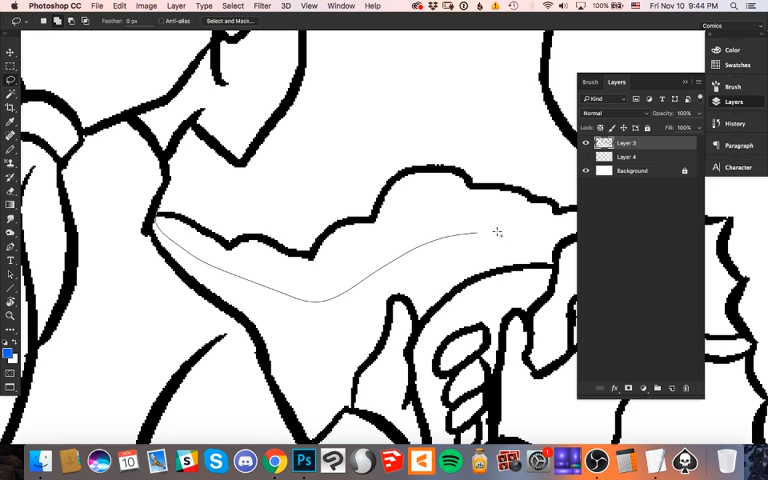 Photoshop CC File Edit Image Layer Type Select Filter 3D View Window Help 100% Fri Nov 10 9:44 PM
Feather: 0 px Anti-alias Select and Mask... Comics
Brush Layers
Kind
Normal Opacity: 100%
Lock: Fill: 100%
Layer 3
Layer 4
Background
Color
Swatches
Brush
Layers
History
Paragraph
Character
NOV
10
Ps